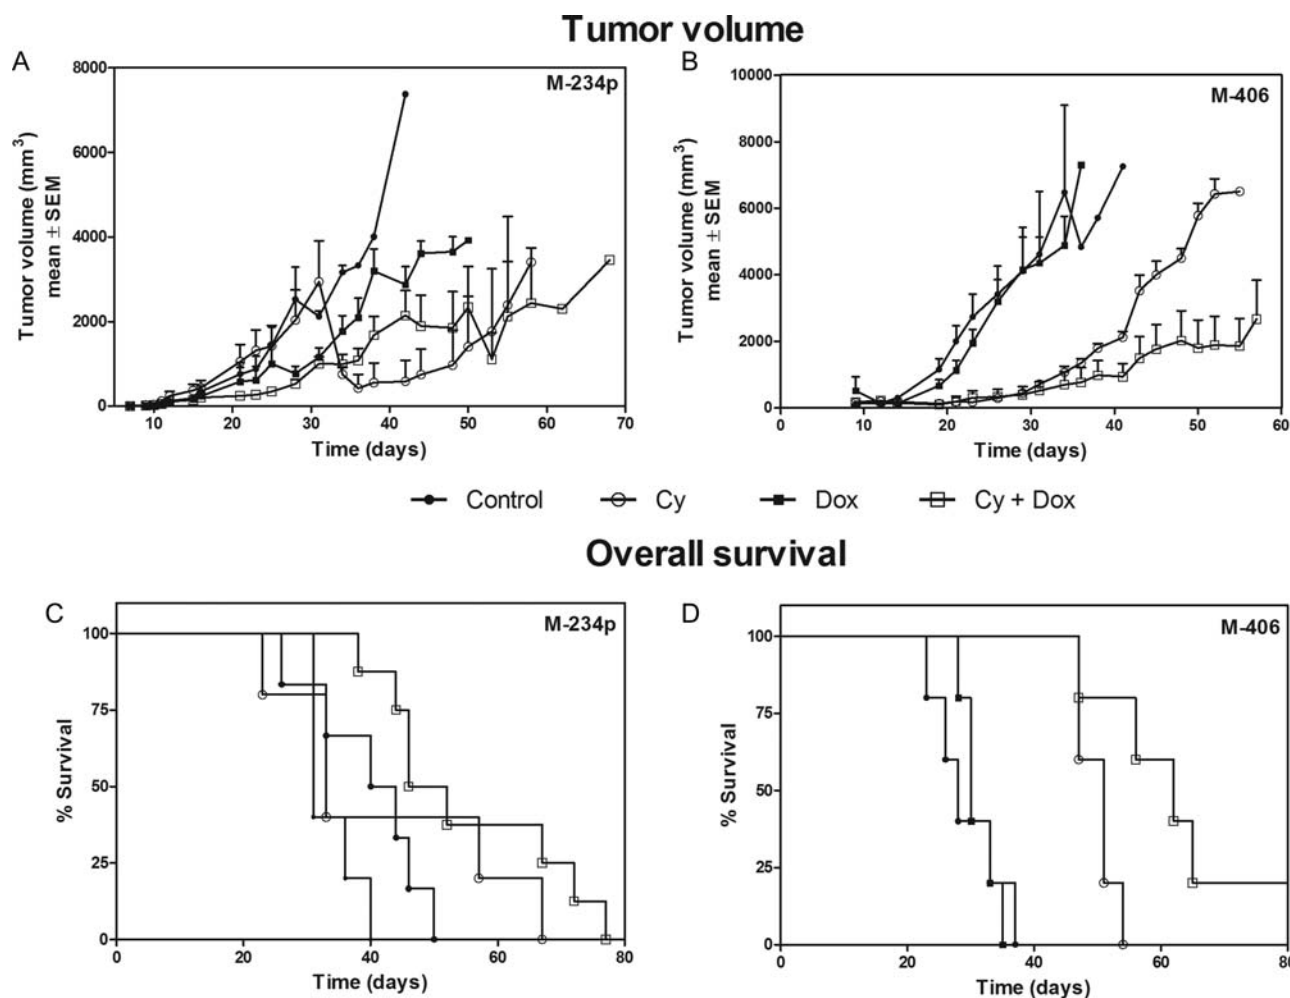 Tumor volume
A
M-234p
Tumor volume (mm³)
mean ± SEM
8000
6000
4000
2000
0
10
20
30
40
50
60
70
Time (days)
B
M-406
Tumor volume (mm³)
mean ± SEM
10000
8000
6000
4000
2000
0
0
10
20
30
40
50
60
Time (days)
Control
Cy
Dox
Cy + Dox
Overall survival
C
M-234p
% Survival
100
75
50
25
0
0
20
40
60
80
Time (days)
D
M-406
% Survival
100
75
50
25
0
0
20
40
60
80
Time (days)